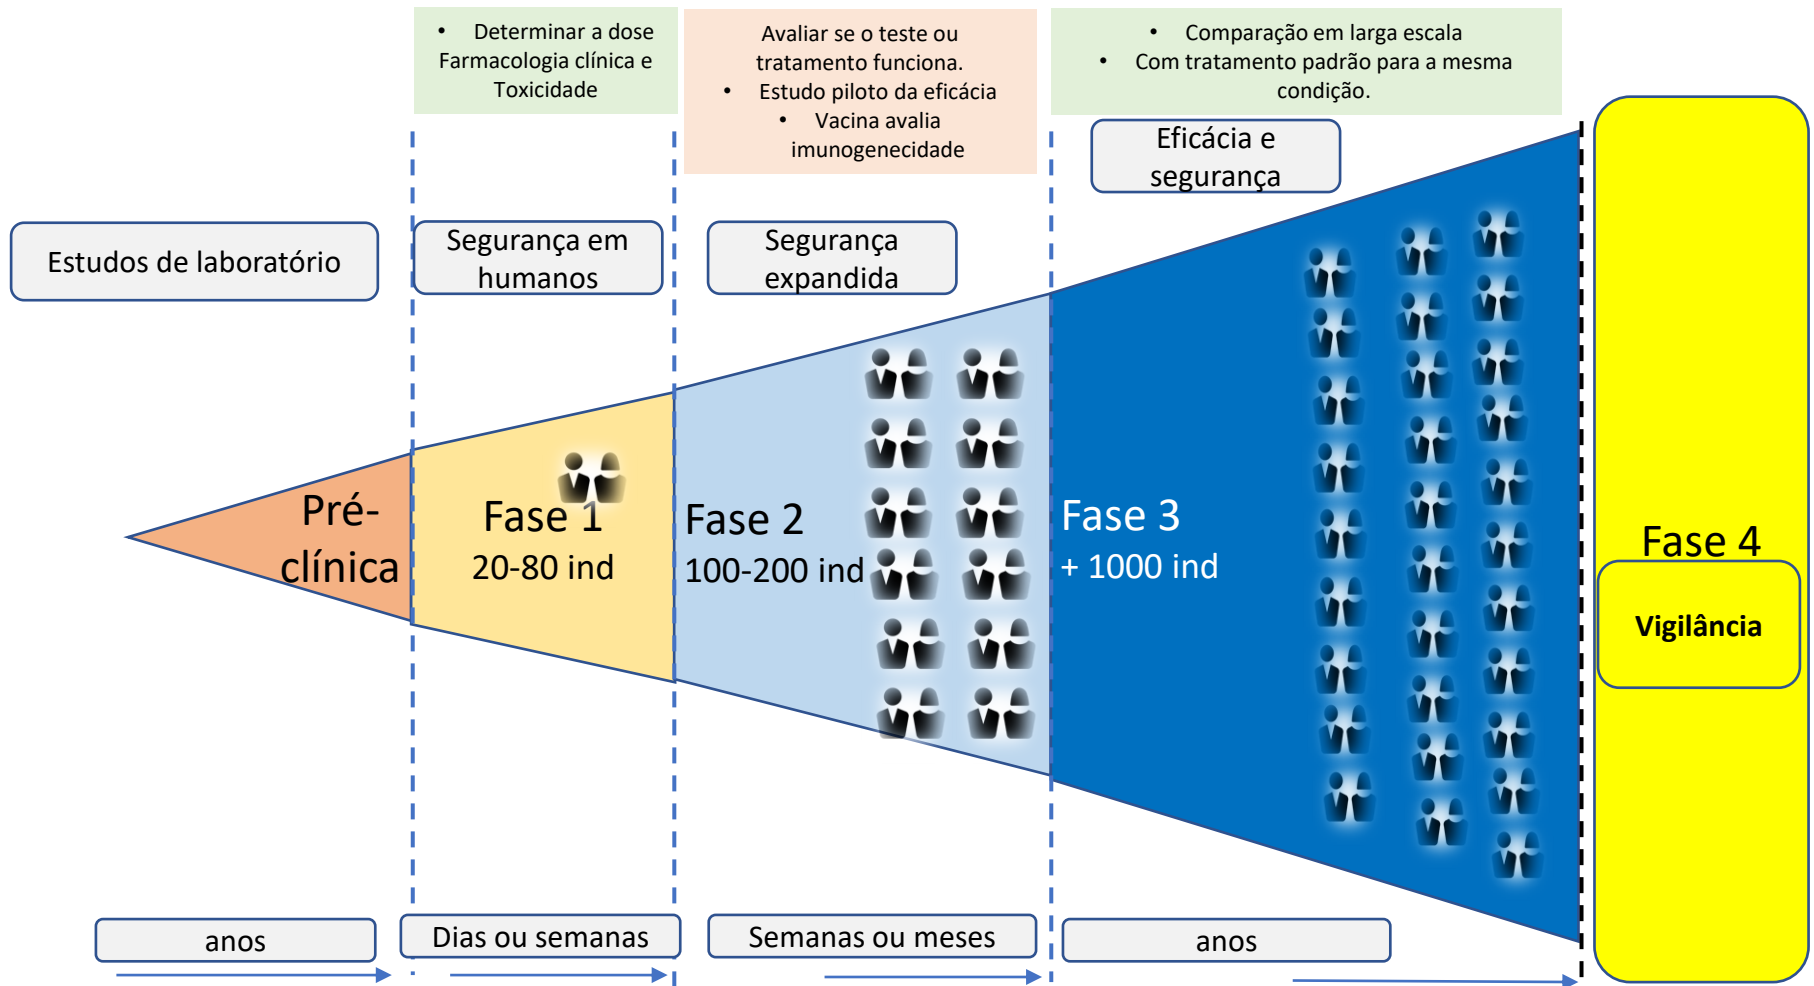 • Determinar a dose
Farmacologia clínica e
Toxicidade
Avaliar se o teste ou
tratamento funciona.
• Estudo piloto da eficácia
• Vacina avalia
imunogenecidade
• Comparação em larga escala
• Com tratamento padrão para a mesma
condição.
Estudos de laboratório
Segurança em
humanos
Segurança
expandida
Eficácia e
segurança
Pré-
clínica
Fase 1
20-80 ind
Fase 2
100-200 ind
Fase 3
+ 1000 ind
Fase 4
Vigilância
anos
Dias ou semanas
Semanas ou meses
anos